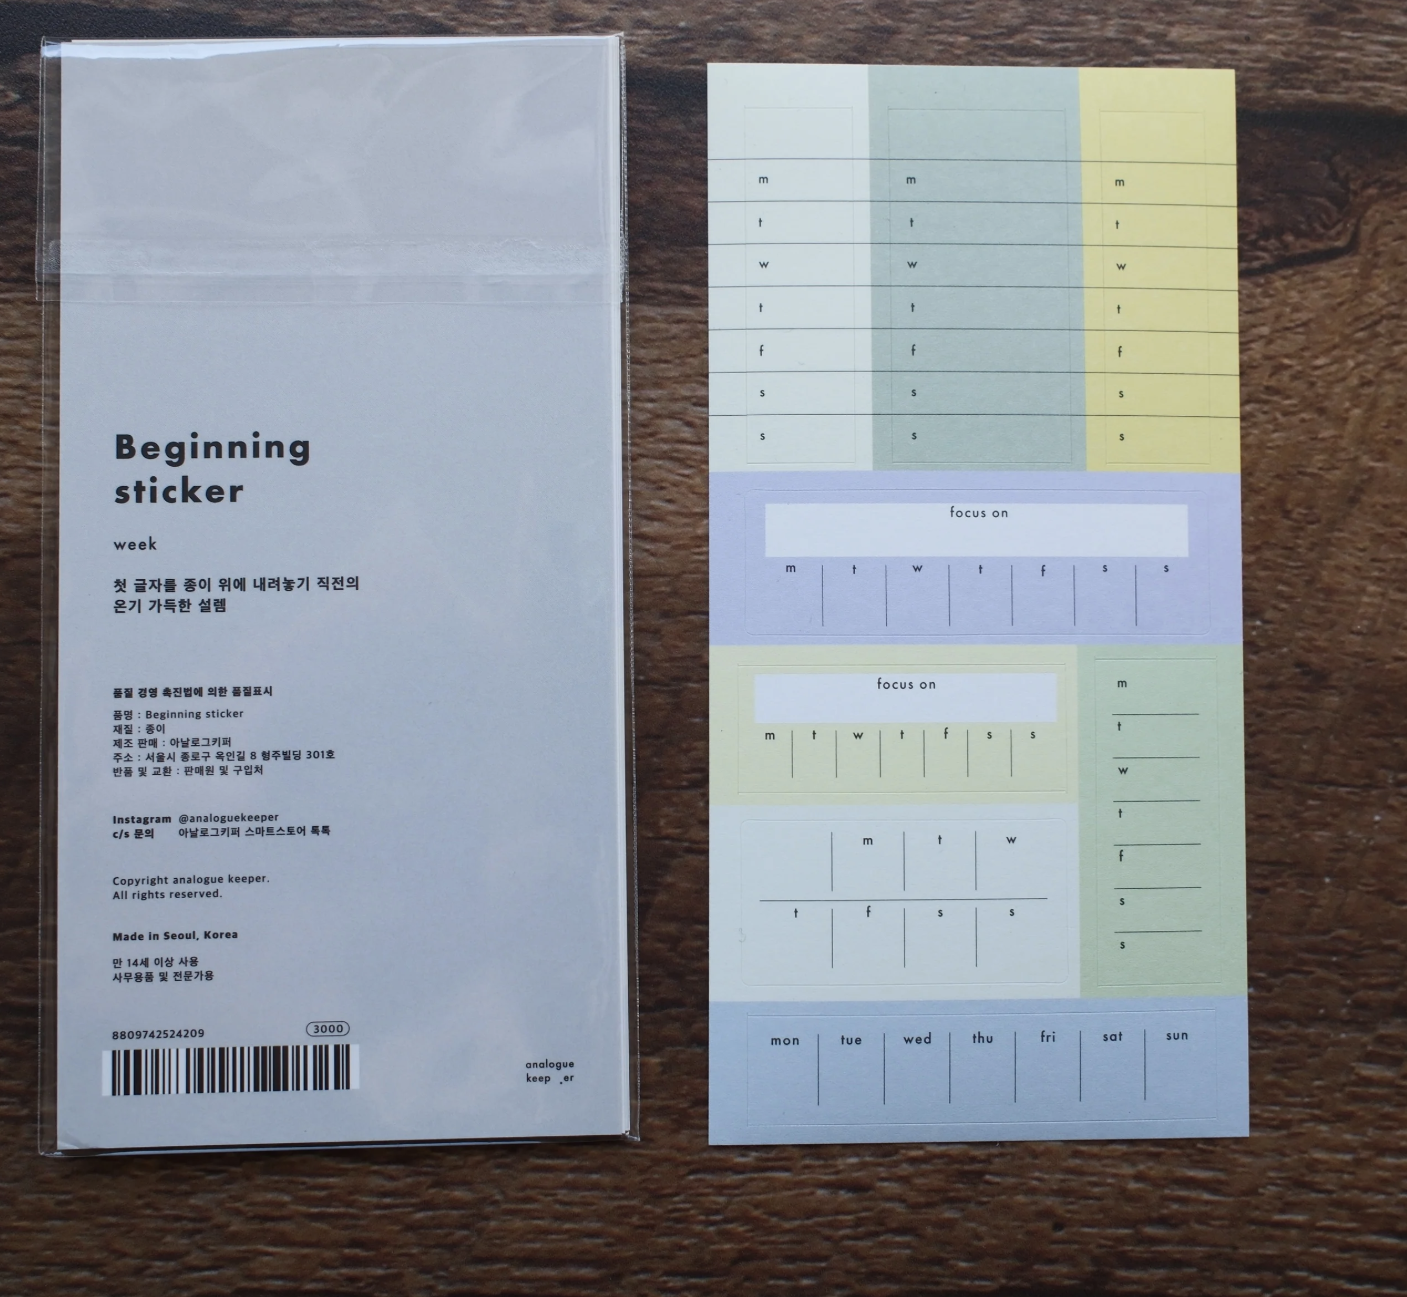 Beginning
sticker
week
첫 글자를 종이 위에 내려놓기 직전의
온기 가득한 설렘
품질 경영 촉진법에 의한 품질표시
품명 : Beginning sticker
재질 : 종이
제조 판매 : 아날로그키퍼
주소 : 서울시 종로구 옥인길 8 형주빌딩 301호
반품 및 교환 : 판매원 및 구입처
Instagram @analoguekeeper
c/s 문의 아날로그키퍼 스마트스토어 톡톡
Copyright analogue keeper.
All rights reserved.
Made in Seoul, Korea
만 14세 이상 사용
사무용품 및 전문가용
8809742524209 3000
analogue
keep .er
m m m
t t t
w w w
t t t
f f f
s s s
s s s
focus on
m t w t f s s
focus on
m t w t f s s
m
t
w
t
f
s
s
m t w
t f s s
mon tue wed thu fri sat sun